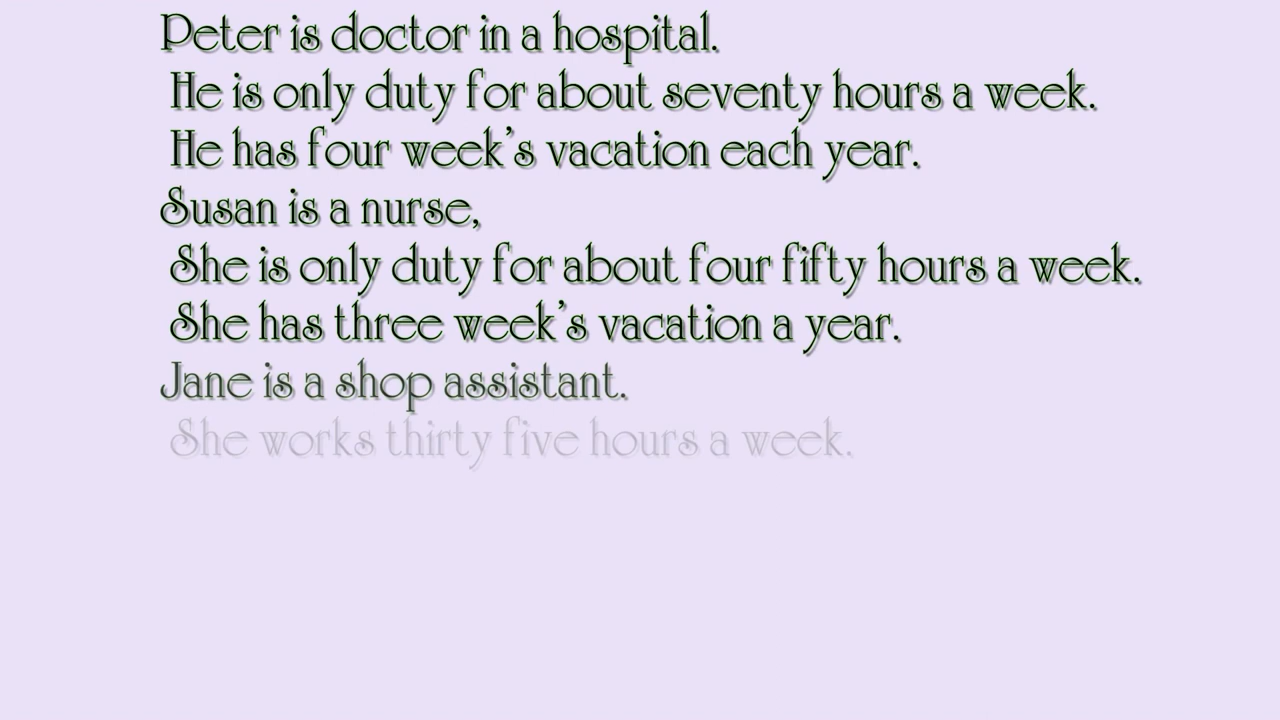 Peter is doctor in a hospital.
He is only duty for about seventy hours a week.
He has four week's vacation each year.
Susan is a nurse,
She is only duty for about four fifty hours a week.
She has three week's vacation a year.
Jane is a shop assistant.
She works thirty five hours a week.